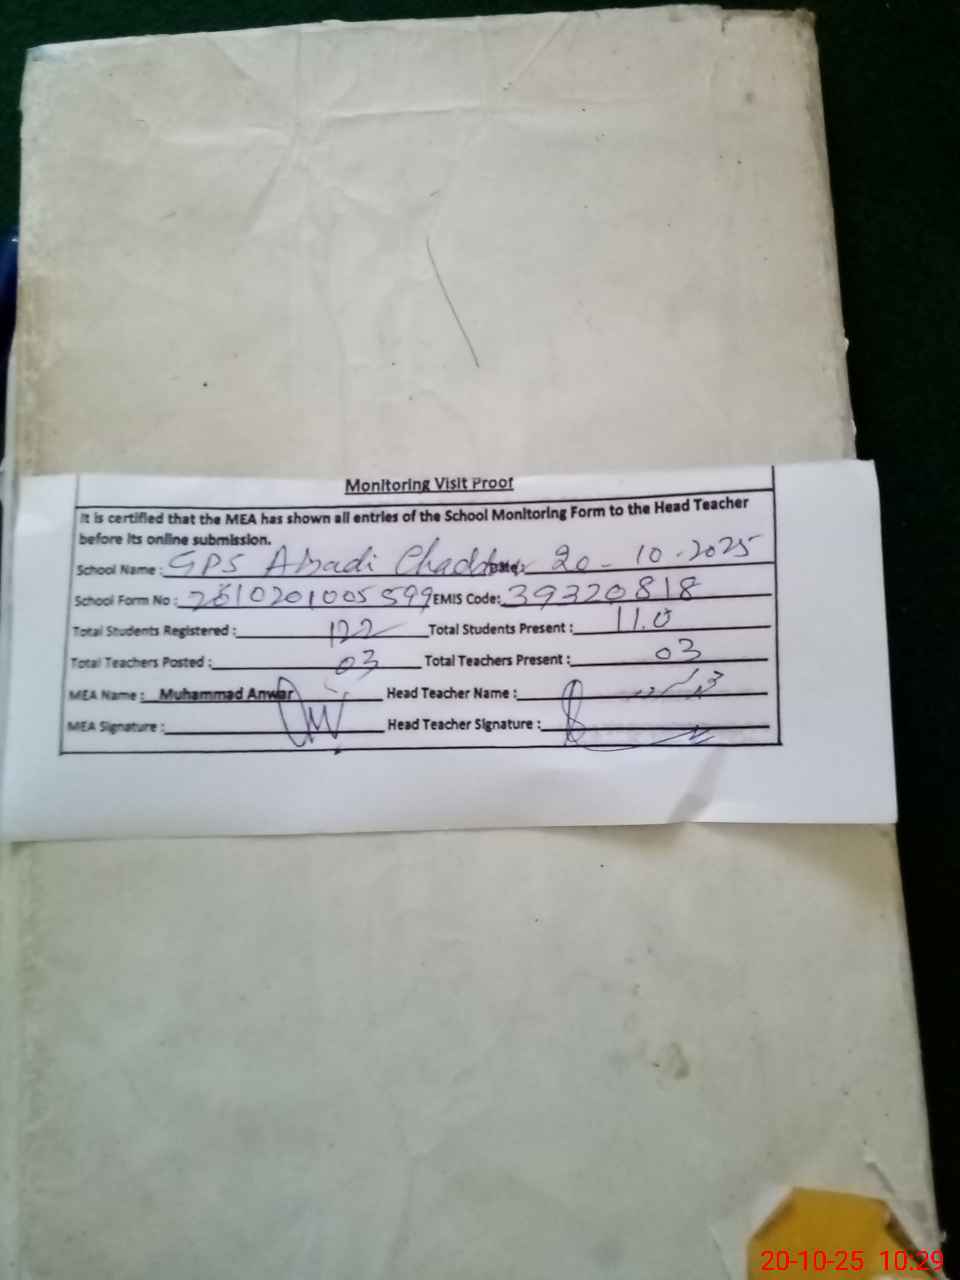 Monitoring Visit Proof
It is certified that the MEA has shown all entries of the School Monitoring Form to the Head Teacher
before its online submission.
School Name: GPS Abadi Date: 20-10-2025
School Form No: 2610201005599 EMIS Code: 39320818
Total Students Registered: 122 Total Students Present: 110
Total Teachers Posted: 03 Total Teachers Present: 03
MEA Name: Muhammad Anwar Head Teacher Name:
MEA Signature: Head Teacher Signature:
20-10-25 10:29